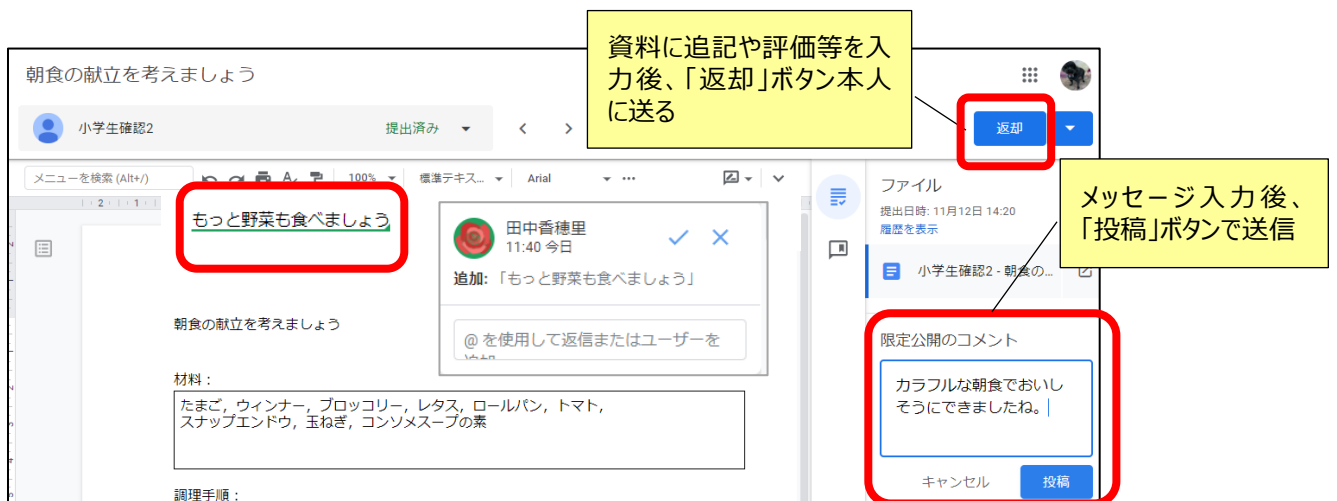 資料に追記や評価等を入
力後、「返却」ボタン本人
に送る
朝食の献立を考えましょう
小学生確認2
提出済み
返却
メニューを検索 (Alt+/)
100%
標準テキス...
Arial
もっと野菜も食べましょう
田中香穂里
11:40 今日
追加: 「もっと野菜も食べましょう」
@ を使用して返信またはユーザーを
朝食の献立を考えましょう
材料：
たまご，ウィンナー，ブロッコリー，レタス，ロールパン，トマト，
スナップエンドウ，玉ねぎ，コンソメスープの素
調理手順：
ファイル
提出日時: 11月12日 14:20
履歴を表示
小学生確認2 - 朝食の...
メッセージ入力後、
「投稿」ボタンで送信
限定公開のコメント
カラフルな朝食でおいし
そうにできましたね。
キャンセル
投稿